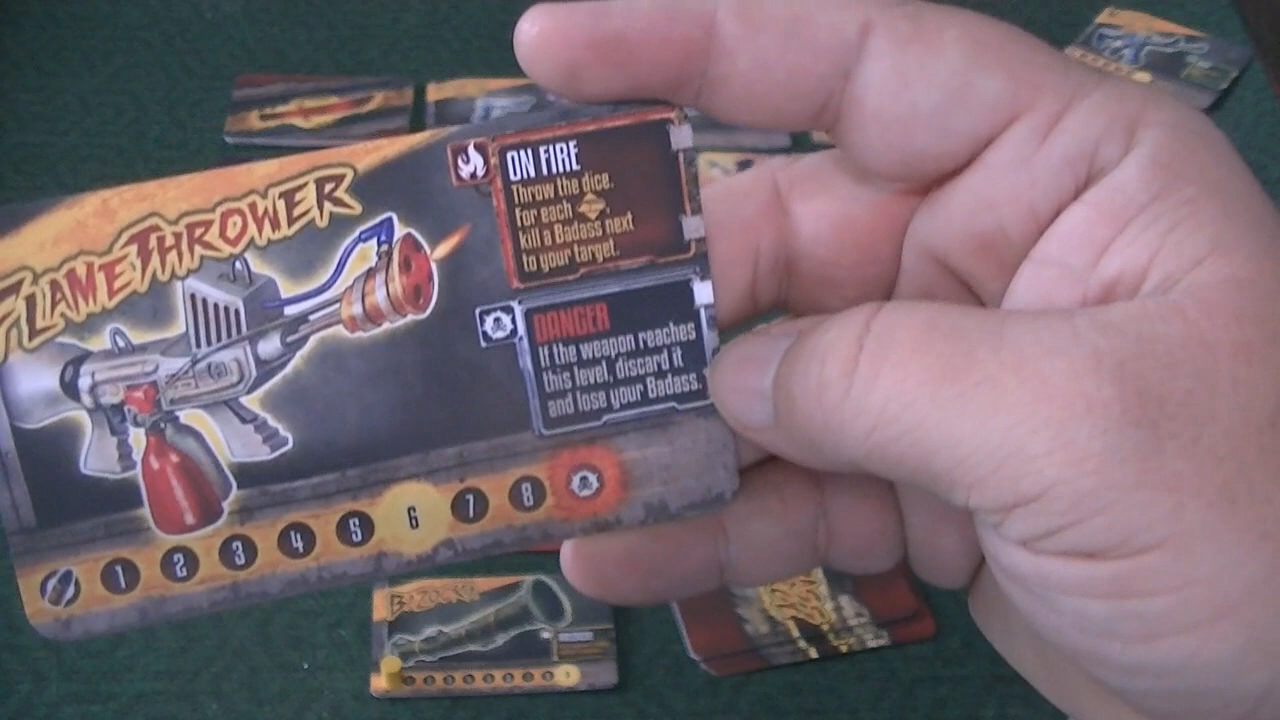 FLAMETHROWER
ON FIRE
Throw the dice.
For each
kill a Badass next
to your target.
DANGER
If the weapon reaches
this level, discard it
and lose your Badass.
1 2 3 4 5 6 7 8
BAZOOKA